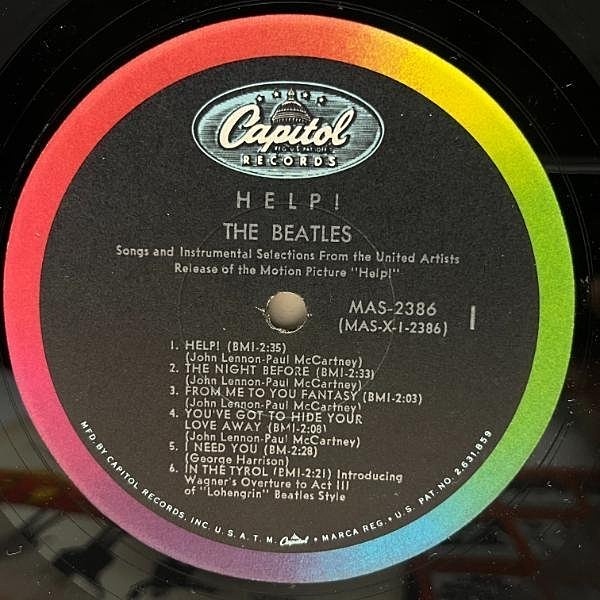 Capitol
RECORDS
HELP!
THE BEATLES
Songs and Instrumental Selections From the United Artists
Release of the Motion Picture "Help!"
MAS-2386
(MAS-X-1-2386)
1
1. HELP! (BMI-2:35)
(John Lennon-Paul McCartney)
2. THE NIGHT BEFORE (BMI-2:33)
(John Lennon-Paul McCartney)
3. FROM ME TO YOU FANTASY (BMI-2:03)
(John Lennon-Paul McCartney)
4. YOU'VE GOT TO HIDE YOUR
LOVE AWAY (BMI-2:08)
(John Lennon-Paul McCartney)
5. I NEED YOU (BM-2:28)
(George Harrison)
6. IN THE TYROL (BMI-2:21) Introducing
Wagner's Overture to Act III
of "Lohengrin" Beatles Style
MFD. BY CAPITOL RECORDS, INC. U.S.A. T.M. Capitol • MARCA REG. • U.S. PAT. NO. 2,631,859